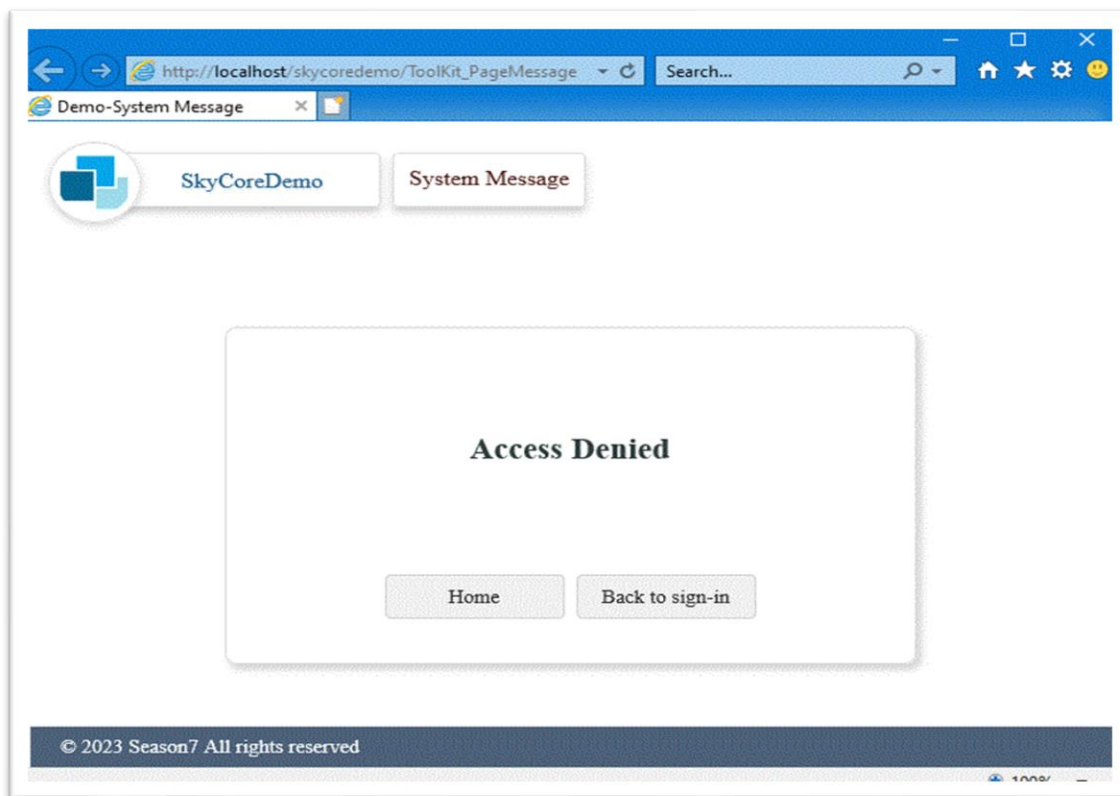 http://localhost/skycoredemo/ToolKit_PageMessage Search...
Demo-System Message
SkyCoreDemo System Message
Access Denied
Home Back to sign-in
© 2023 Season7 All rights reserved
100%